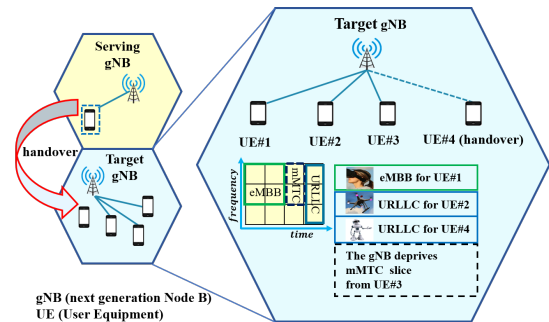 Serving
gNB
handover
Target
gNB
gNB (next generation Node B)
UE (User Equipment)
Target
gNB
UE#1
UE#2
UE#3
UE#4 (handover)
frequency
eMBB
mMTC
URLLC
time
eMBB for UE#1
URLLC for UE#2
URLLC for UE#4
The gNB deprives
mMTC slice
from UE#3